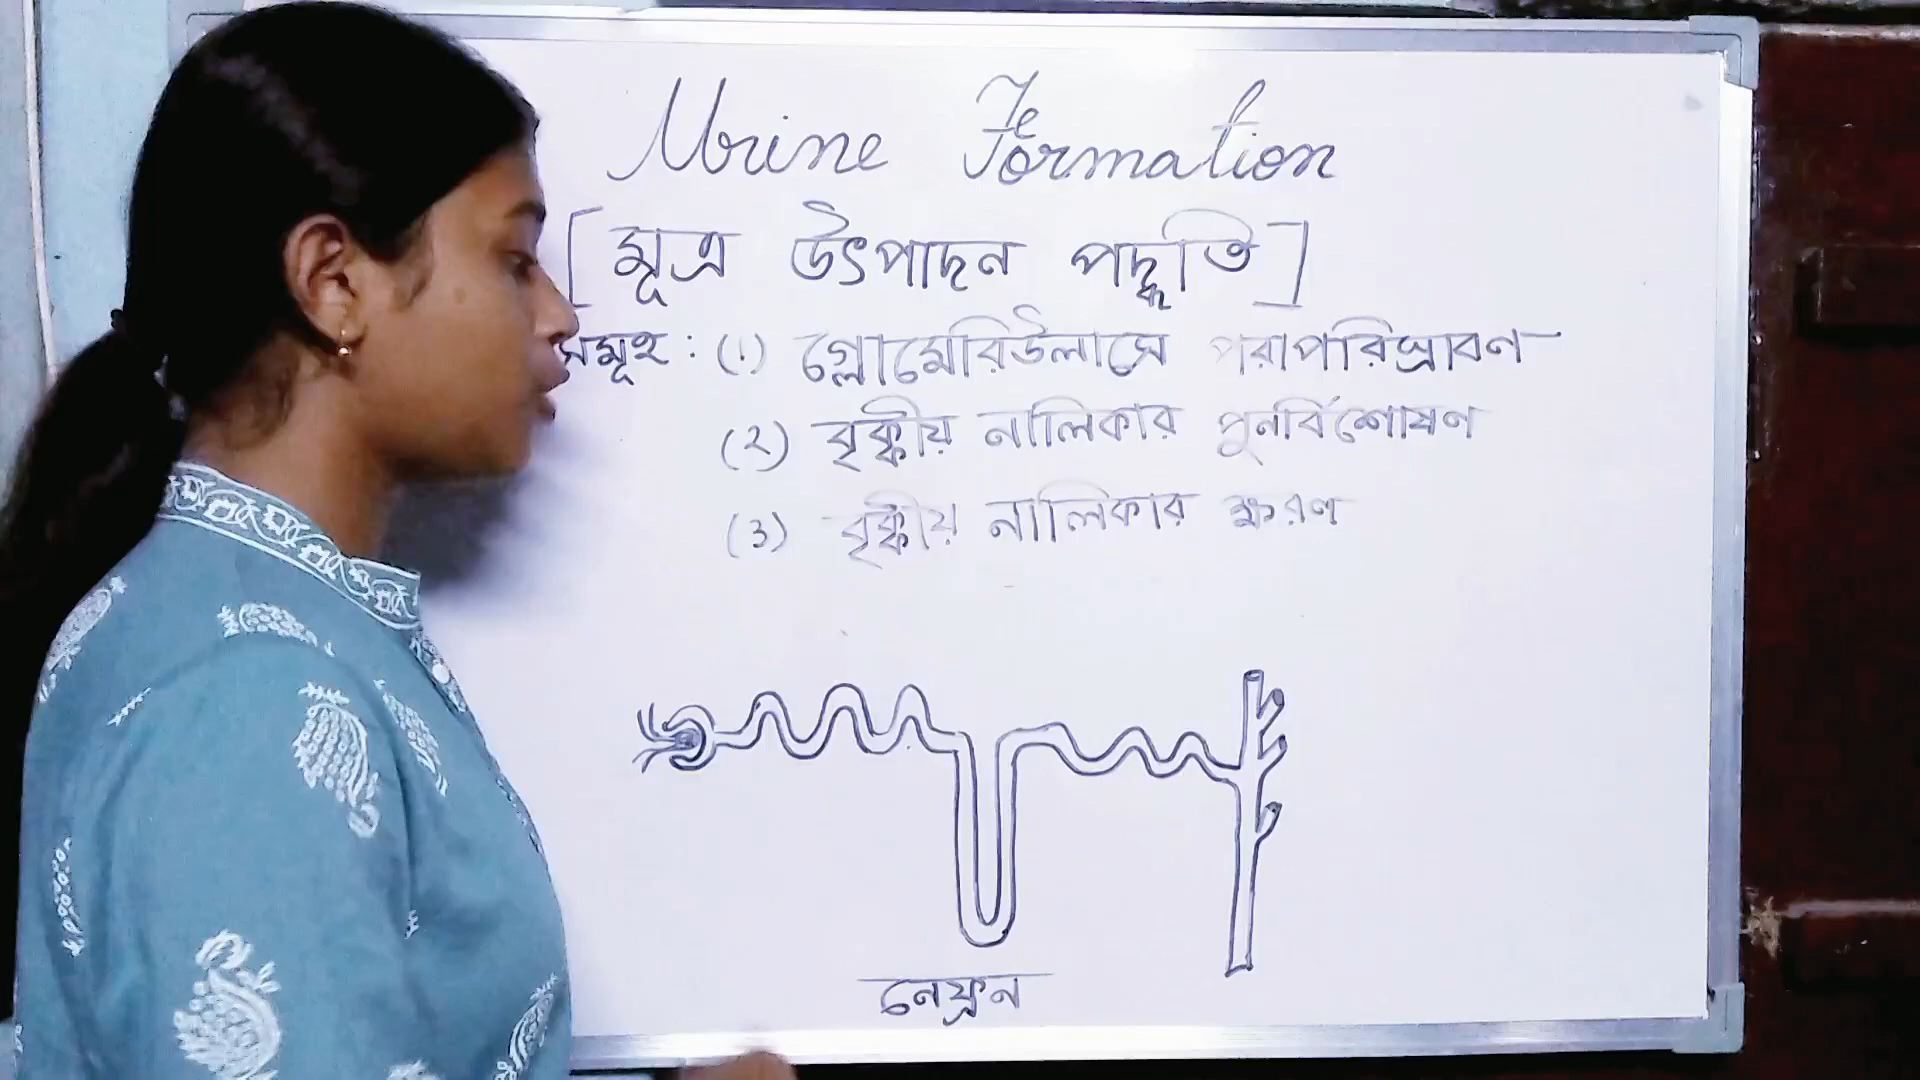 Urine Formation
[মূত্র উৎপাদন পদ্ধতি]
সমূহ : (১) গ্লোমেরিউলাসে পরাপরিস্রাবণ
(২) বৃক্কীয় নালিকার পুনর্বিশোষণ
(৩) বৃক্কীয় নালিকার ক্ষরণ
নেফ্রন